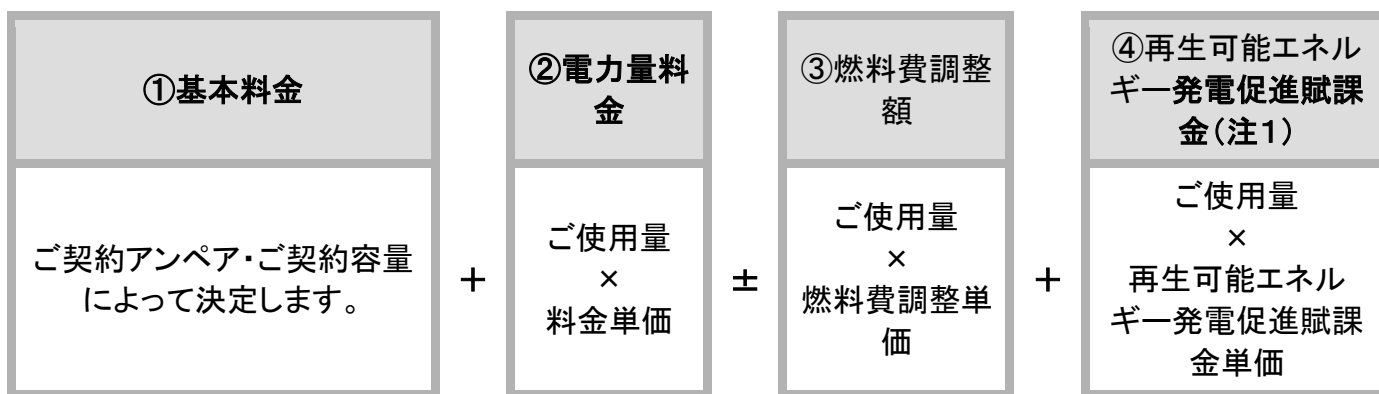 ①基本料金
ご契約アンペア・ご契約容量
によって決定します。
+
②電力量料
金
ご使用量
×
料金単価
±
③燃料費調整
額
ご使用量
×
燃料費調整単
価
+
④再生可能エネル
ギー発電促進賦課
金(注1)
ご使用量
×
再生可能エネル
ギー発電促進賦課
金単価